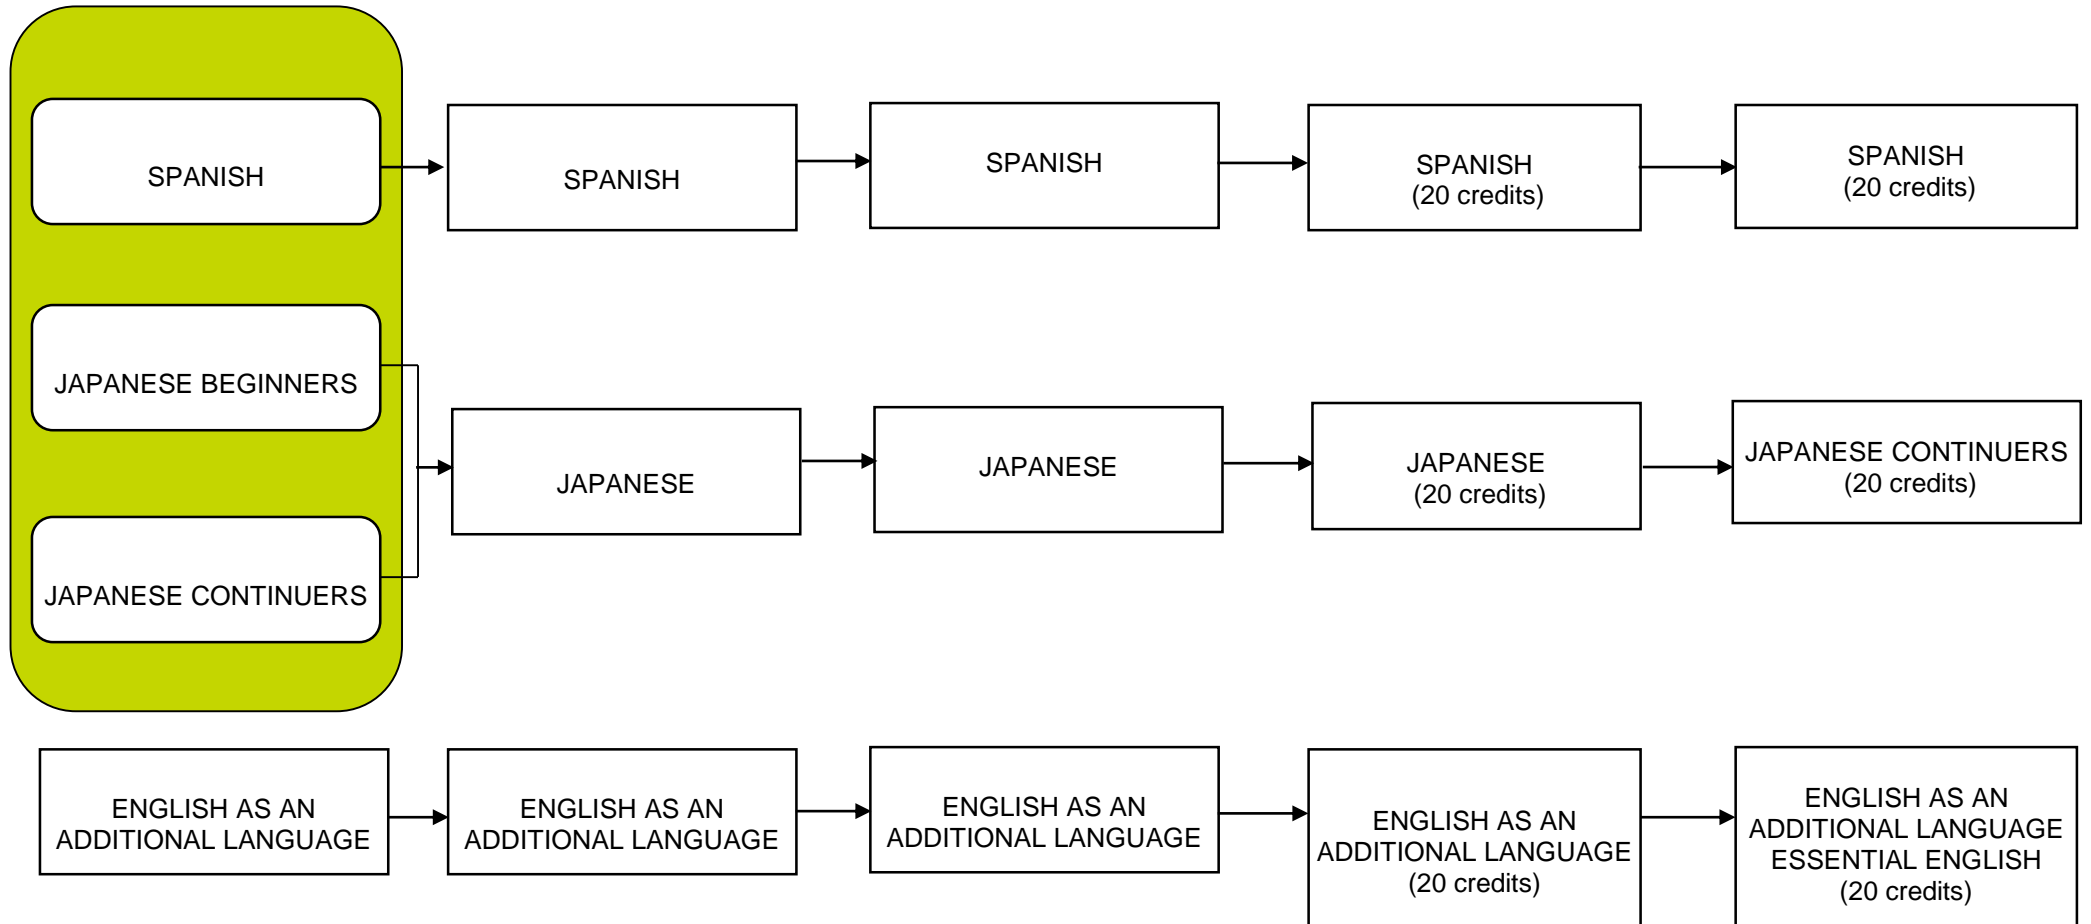 SPANISH
SPANISH
SPANISH
SPANISH
(20 credits)
SPANISH
(20 credits)
JAPANESE BEGINNERS
JAPANESE CONTINUERS
JAPANESE
JAPANESE
JAPANESE
(20 credits)
JAPANESE CONTINUERS
(20 credits)
ENGLISH AS AN
ADDITIONAL LANGUAGE
ENGLISH AS AN
ADDITIONAL LANGUAGE
ENGLISH AS AN
ADDITIONAL LANGUAGE
ENGLISH AS AN
ADDITIONAL LANGUAGE
(20 credits)
ENGLISH AS AN
ADDITIONAL LANGUAGE
ESSENTIAL ENGLISH
(20 credits)